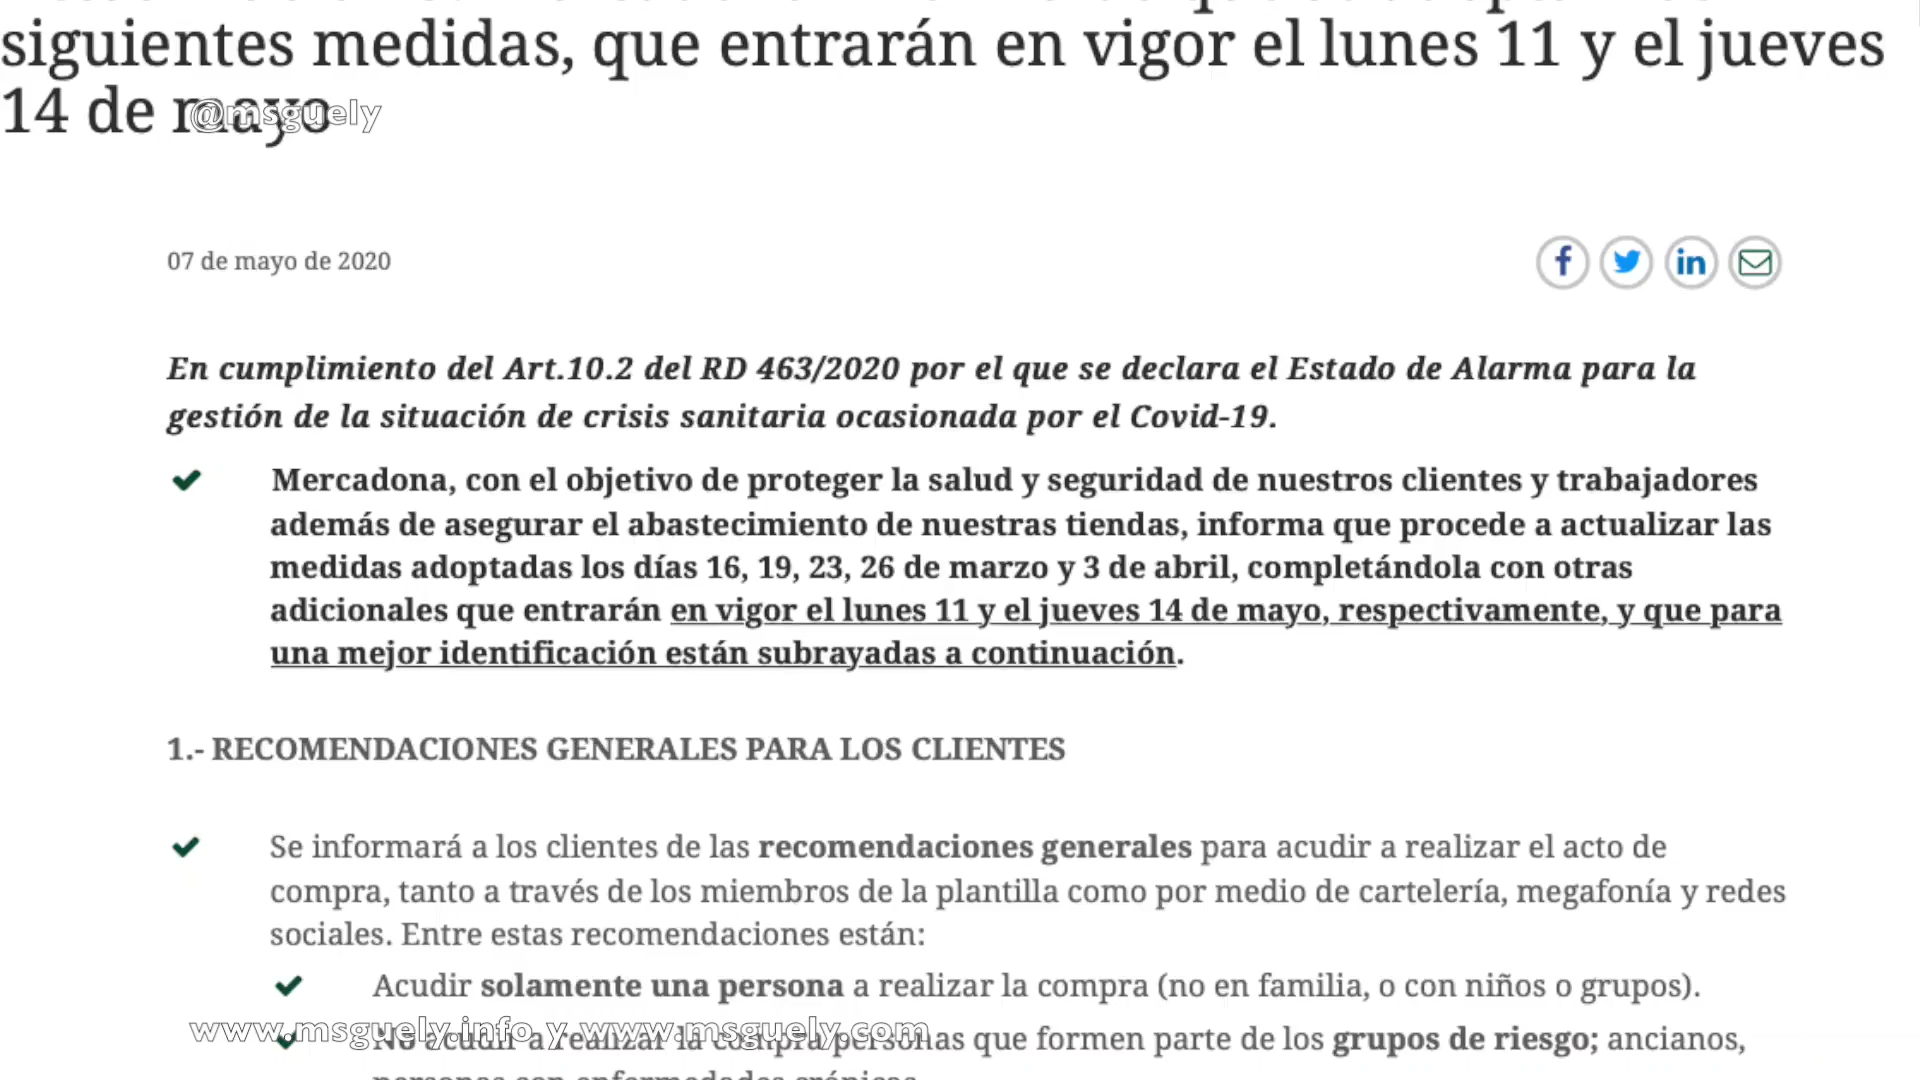 siguientes medidas, que entrarán en vigor el lunes 11 y el jueves
14 de mayo
@msguely
07 de mayo de 2020
En cumplimiento del Art.10.2 del RD 463/2020 por el que se declara el Estado de Alarma para la
gestión de la situación de crisis sanitaria ocasionada por el Covid-19.
Mercadona, con el objetivo de proteger la salud y seguridad de nuestros clientes y trabajadores
además de asegurar el abastecimiento de nuestras tiendas, informa que procede a actualizar las
medidas adoptadas los días 16, 19, 23, 26 de marzo y 3 de abril, completándola con otras
adicionales que entrarán en vigor el lunes 11 y el jueves 14 de mayo, respectivamente, y que para
una mejor identificación están subrayadas a continuación.
1.- RECOMENDACIONES GENERALES PARA LOS CLIENTES
Se informará a los clientes de las recomendaciones generales para acudir a realizar el acto de
compra, tanto a través de los miembros de la plantilla como por medio de cartelería, megafonía y redes
sociales. Entre estas recomendaciones están:
Acudir solamente una persona a realizar la compra (no en familia, o con niños o grupos).
www.msguely.info y www.msguely.com
No acudir a realizar la compra personas que formen parte de los grupos de riesgo; ancianos,